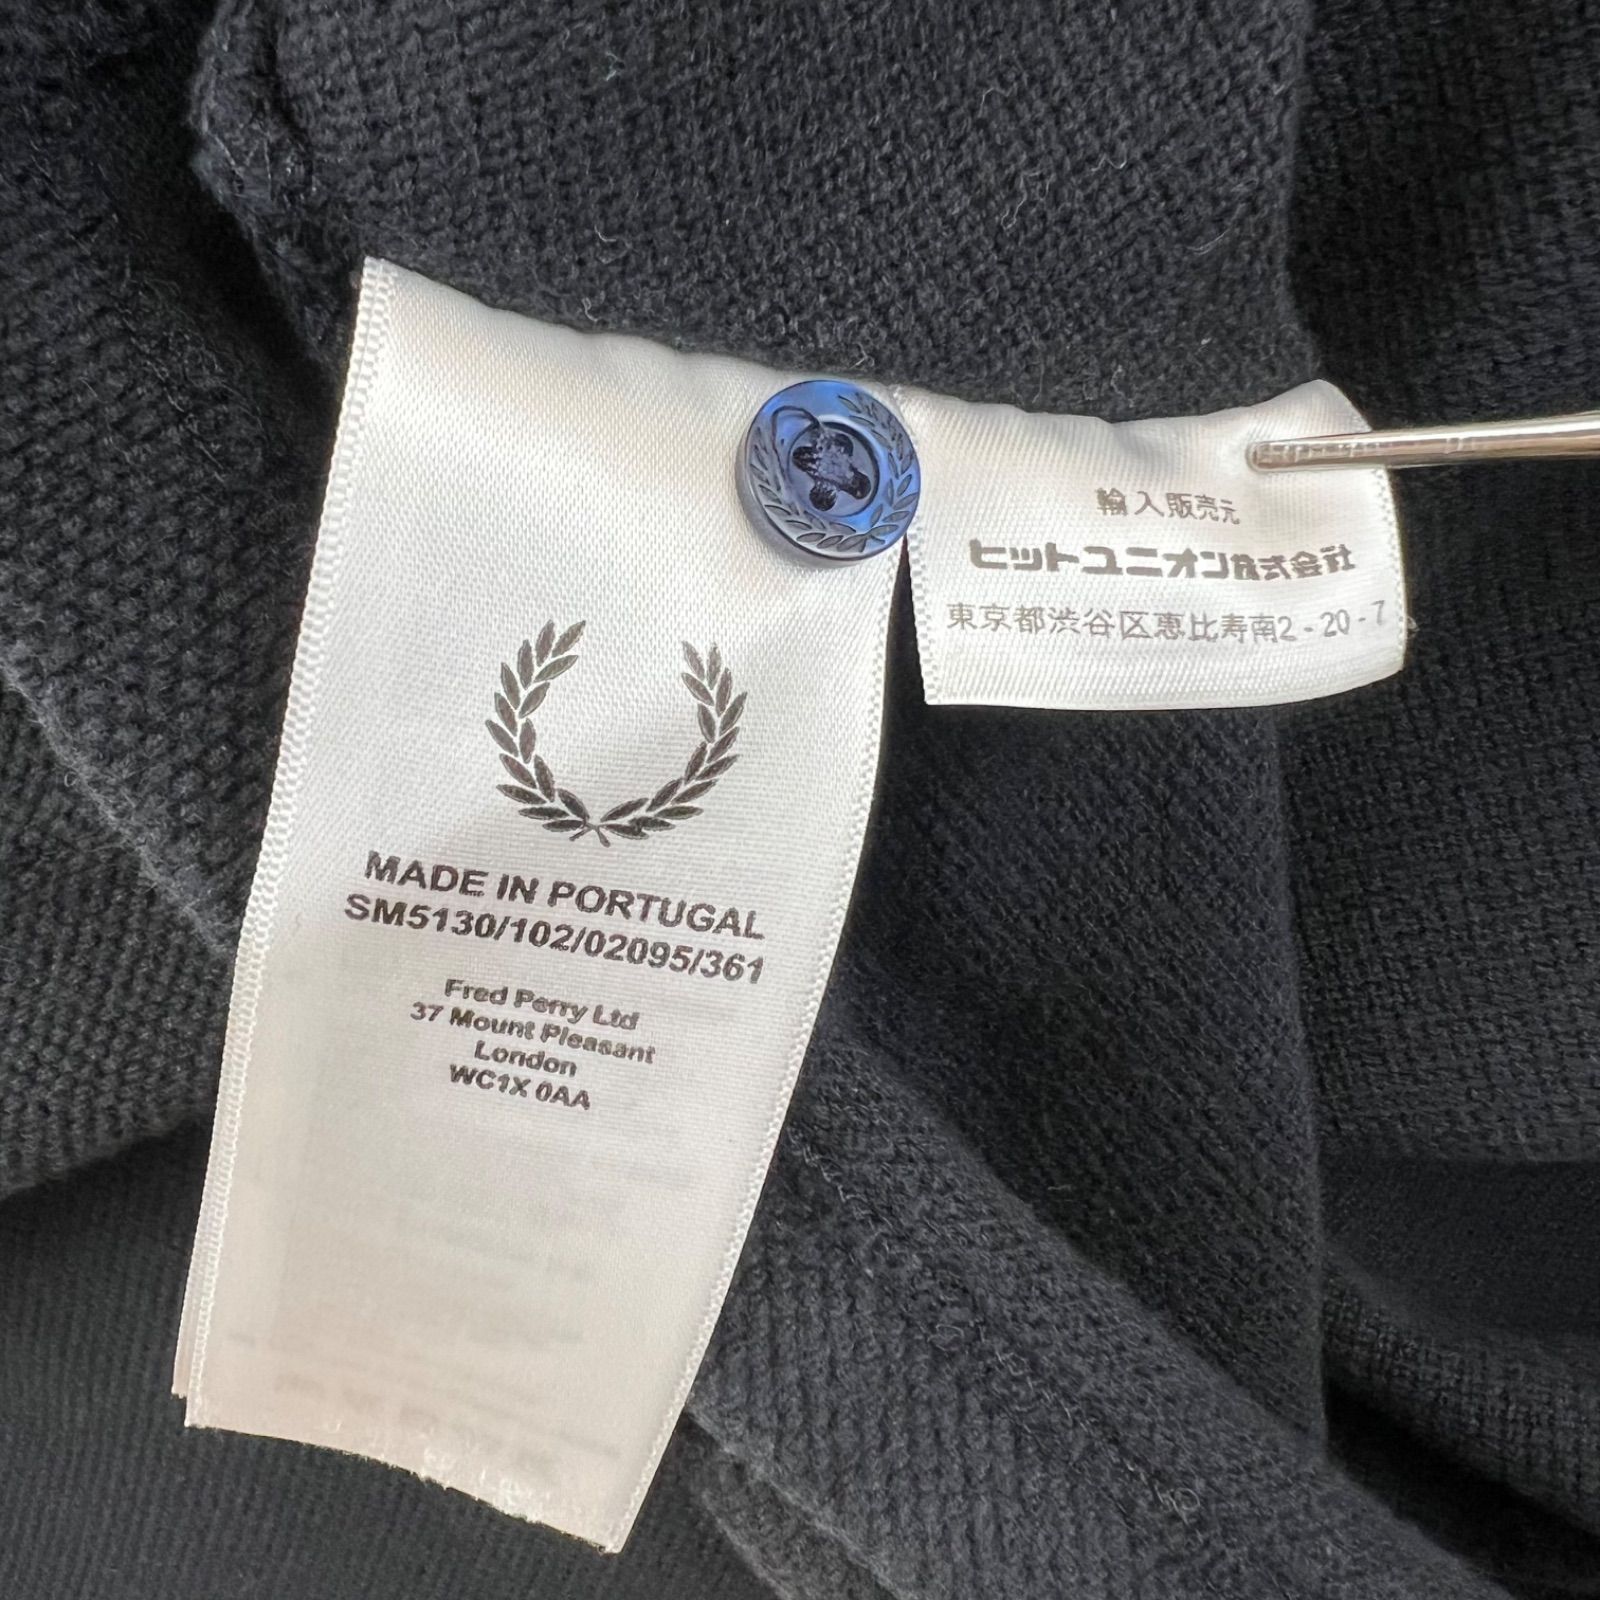 MADE IN PORTUGAL
SM5130/102/02095/361
Fred Perry Ltd
37 Mount Pleasant
London
WC1X 0AA
輸入販売元
ヒットユニオン株式会社
東京都渋谷区恵比寿南2-20-7